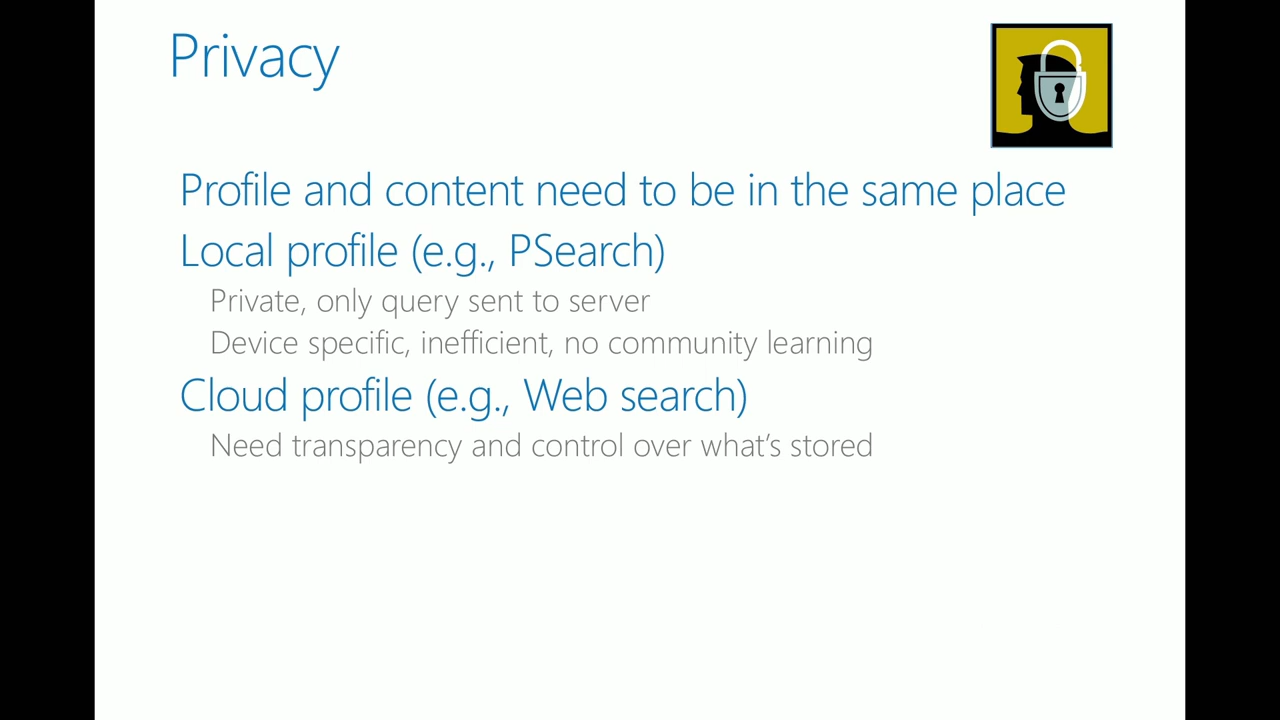 Privacy
Profile and content need to be in the same place
Local profile (e.g., PSearch)
Private, only query sent to server
Device specific, inefficient, no community learning
Cloud profile (e.g., Web search)
Need transparency and control over what's stored